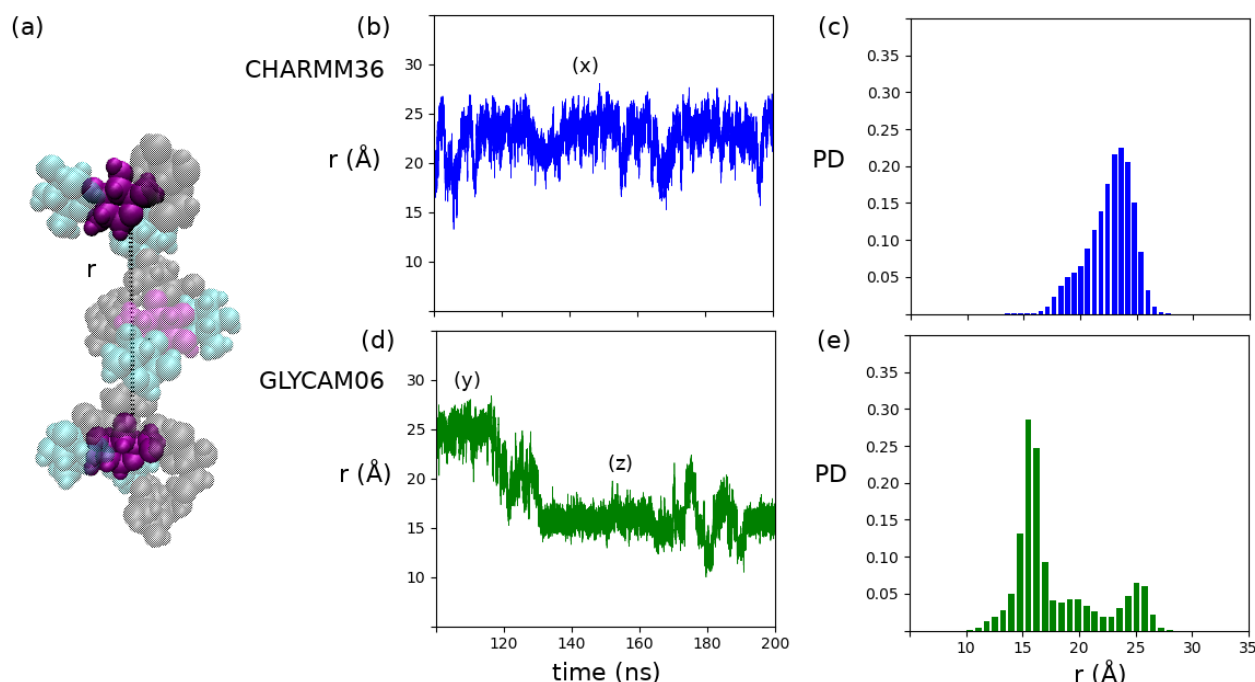 (a)
r
(b)
CHARMM36
r (Å)
(x)
30
25
20
15
10
(c)
PD
0.35
0.30
0.25
0.20
0.15
0.10
0.05
(d)
GLYCAM06
r (Å)
(y)
(z)
30
25
20
15
10
120 140 160 180 200
time (ns)
(e)
PD
0.35
0.30
0.25
0.20
0.15
0.10
0.05
10 15 20 25 30 35
r (Å)